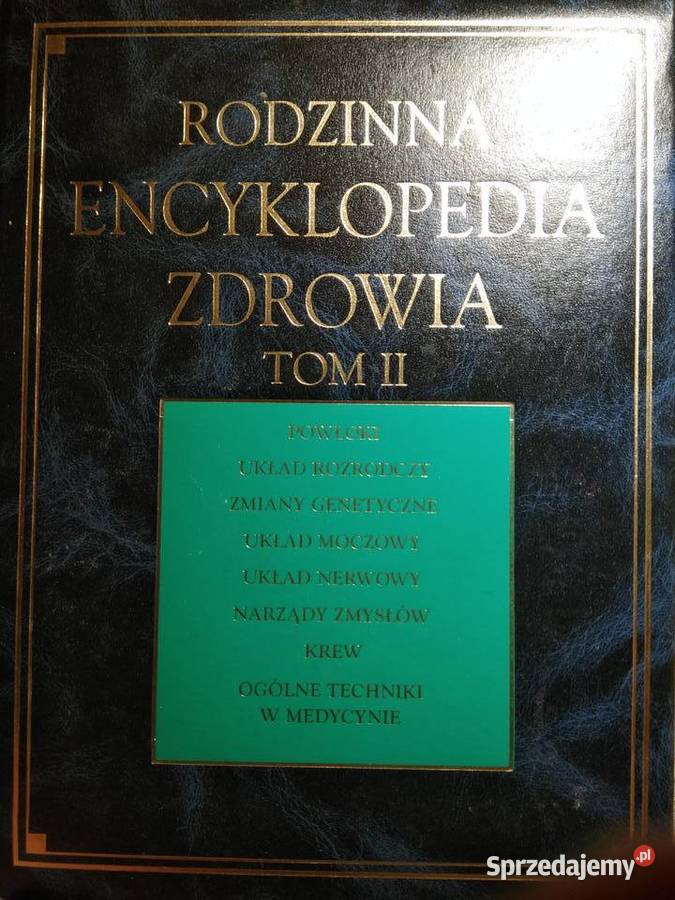 RODZINNA
ENCYKLOPEDIA
ZDROWIA
TOM II
POWŁOKI
UKŁAD ROZRODCZY
ZMIANY GENETYCZNE
UKŁAD MOCZOWY
UKŁAD NERWOWY
NARZĄDY ZMYSŁÓW
KREW
OGÓLNE TECHNIKI
W MEDYCYNIE
Sprzedajemy.pl